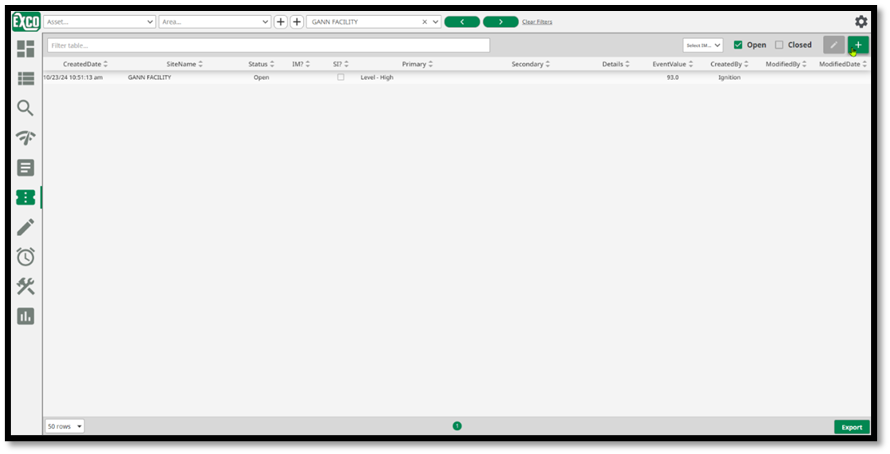 EXCO Asset... Area... GANN FACILITY Clear Filters
Filter table... Select IM... Open Closed
CreatedDate SiteName Status IM? SI? Primary Secondary Details EventValue CreatedBy ModifiedBy ModifiedDate
10/23/24 10:51:13 am GANN FACILITY Open Level - High 93.0 Ignition
50 rows 1 Export